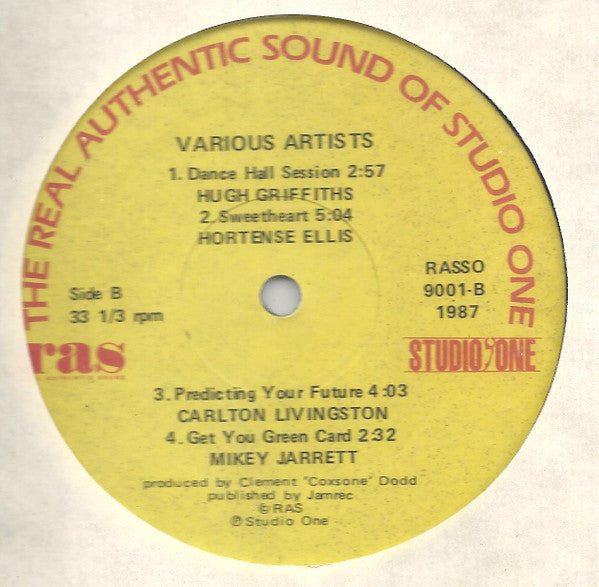 THE REAL AUTHENTIC SOUND OF STUDIO ONE
VARIOUS ARTISTS
1. Dance Hall Session 2:57
HUGH GRIFFITHS
2. Sweetheart 5:04
HORTENSE ELLIS
Side B
33 1/3 rpm
RASSO
9001-B
1987
ras
STUDIO ONE
3. Predicting Your Future 4:03
CARLTON LIVINGSTON
4. Get You Green Card 2:32
MIKEY JARRETT
produced by Clement "Coxsone" Dodd
published by Jamrec
©RAS
℗Studio One